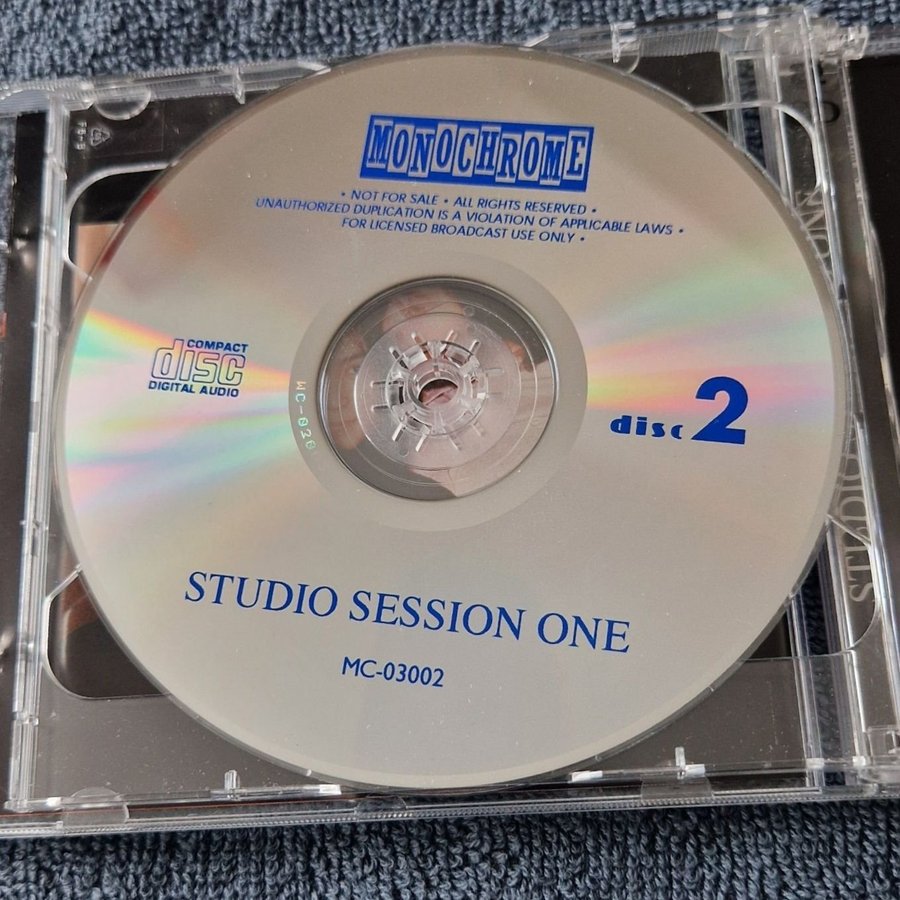 MONOCHROME
• NOT FOR SALE • ALL RIGHTS RESERVED •
UNAUTHORIZED DUPLICATION IS A VIOLATION OF APPLICABLE LAWS •
FOR LICENSED BROADCAST USE ONLY •
COMPACT
disc
DIGITAL AUDIO
disc 2
STUDIO SESSION ONE
MC-03002